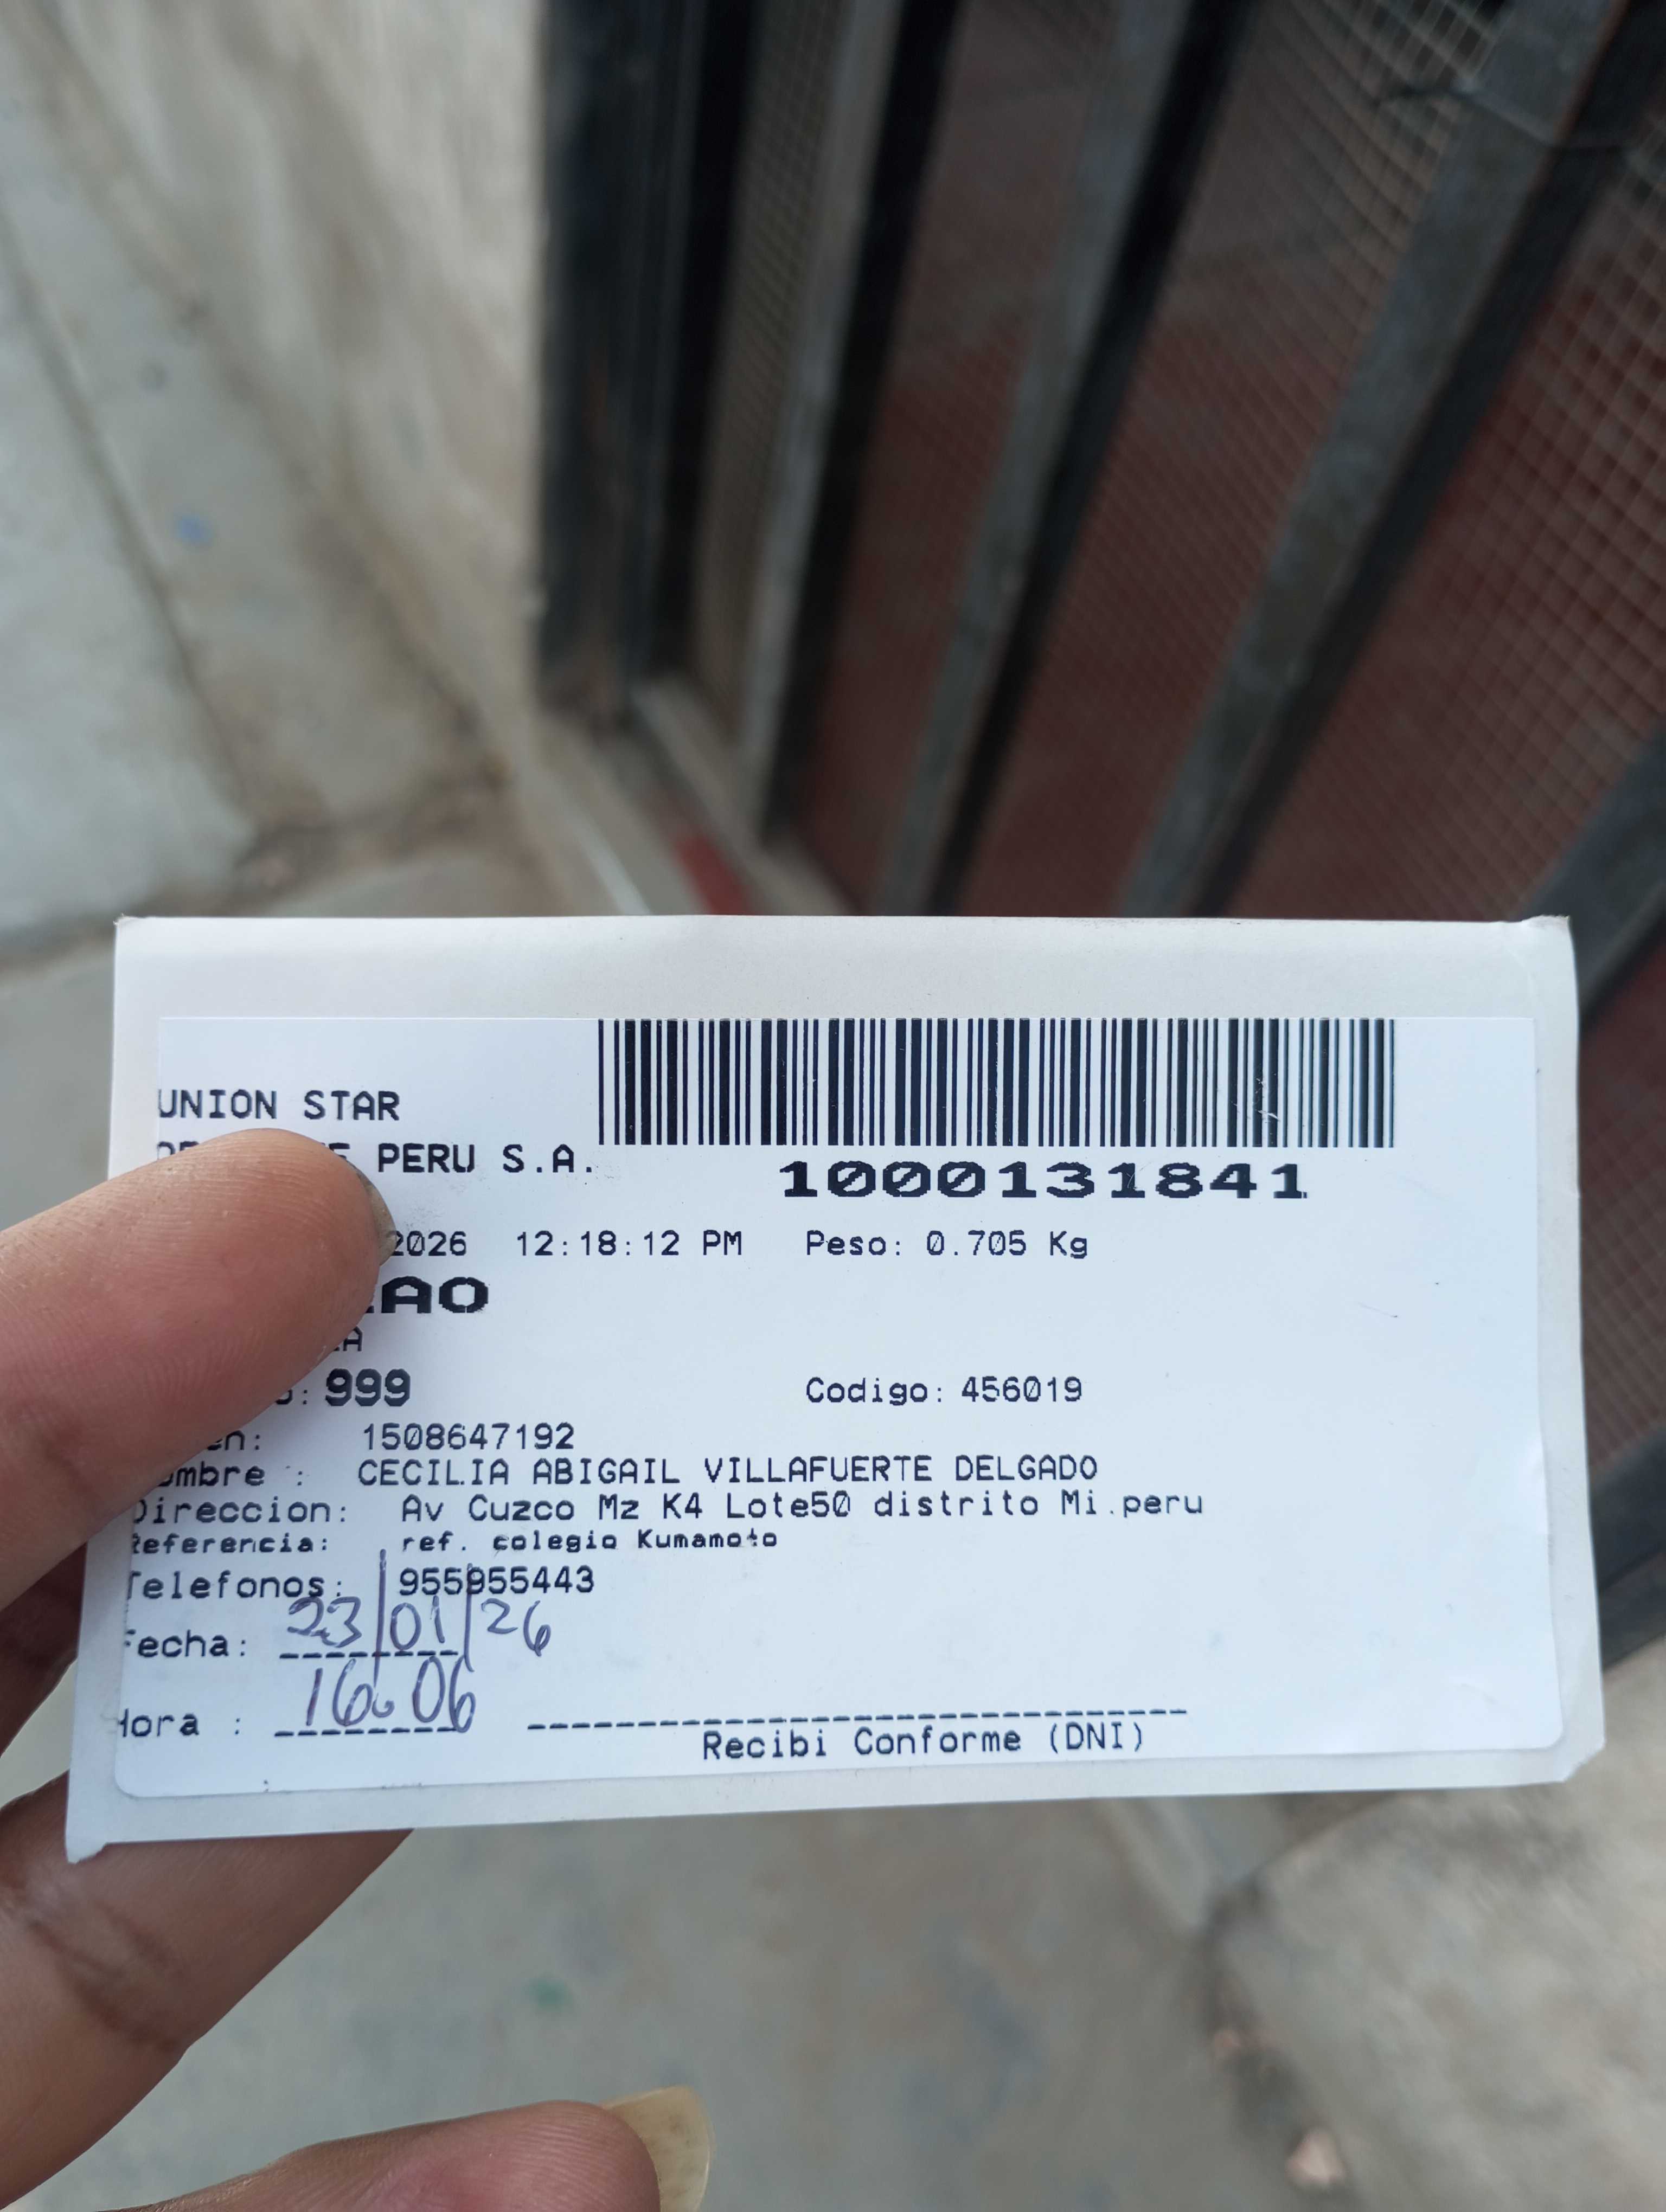 UNION STAR
PERU S.A.
1000131841
2026 12:18:12 PM Peso: 0.705 Kg
AO
A
: 999 Codigo: 456019
en: 1508647192
ombre : CECILIA ABIGAIL VILLAFUERTE DELGADO
Direccion: Av Cuzco Mz K4 Lote50 distrito Mi.peru
Referencia: ref. colegio Kumamoto
Telefonos: 955955443
Fecha: 23/01/26
Hora : 16:06
Recibi Conforme (DNI)